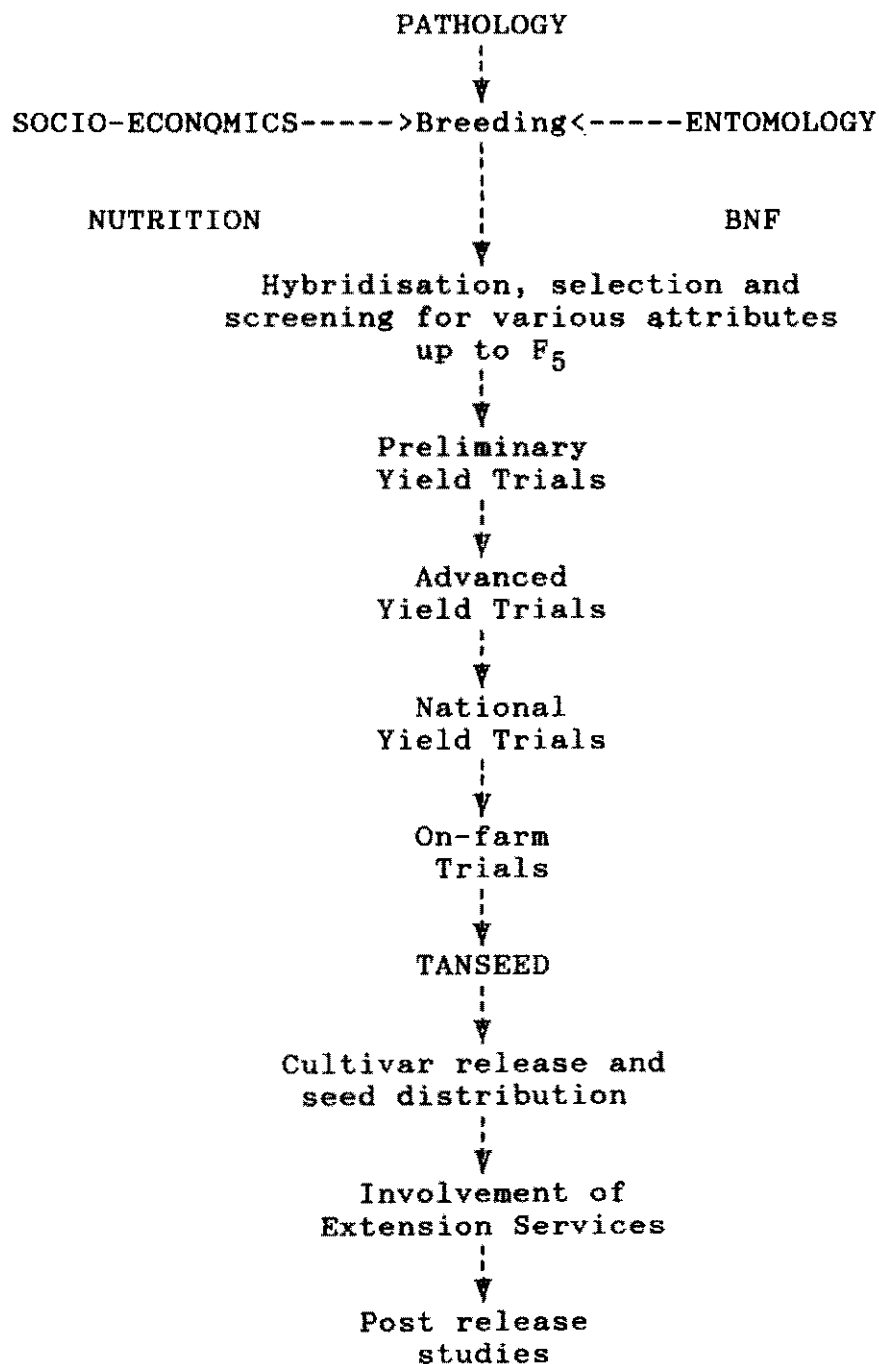 PATHOLOGY
SOCIO-ECONQMICS----->Breeding<-----ENTOMOLOGY
NUTRITION BNF
Hybridisation, selection and
screening for various attributes
up to F5
Preliminary
Yield Trials
Advanced
Yield Trials
National
Yield Trials
On-farm
Trials
TANSEED
Cultivar release and
seed distribution
Involvement of
Extension Services
Post release
studies